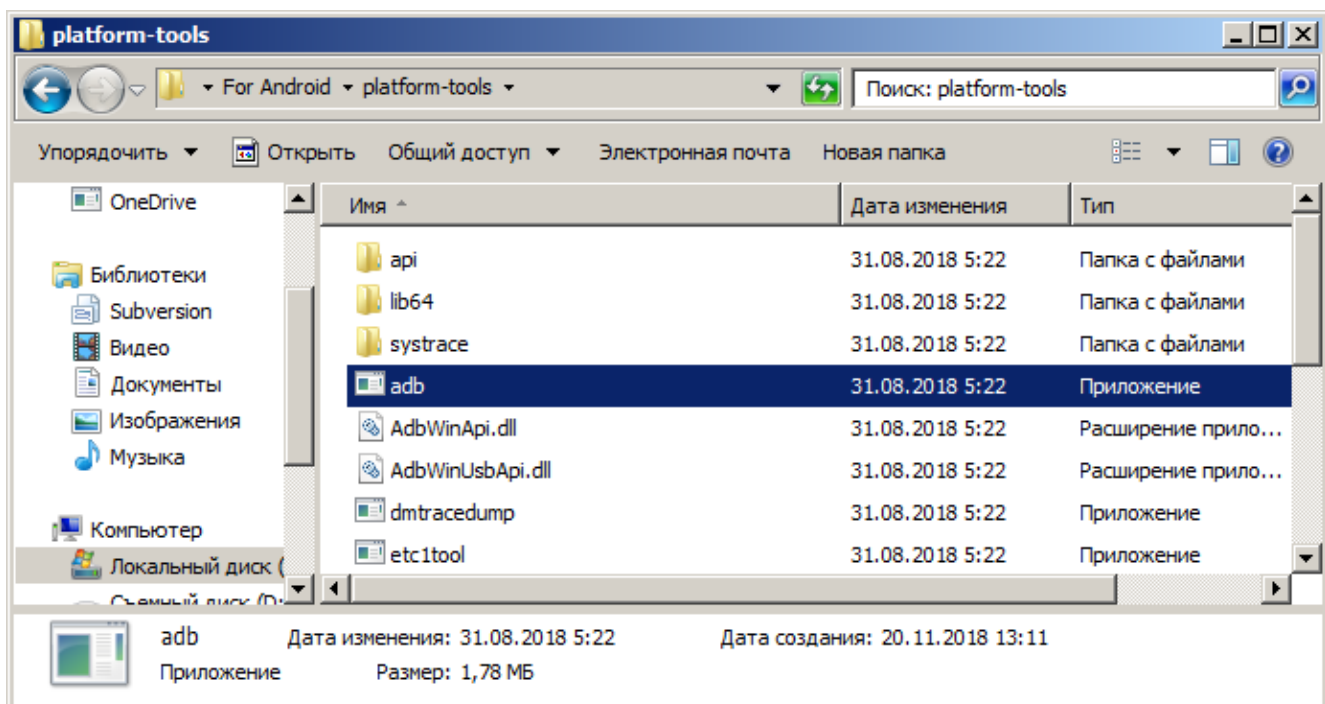 platform-tools
For Android platform-tools Поиск: platform-tools
Упорядочить Открыть Общий доступ Электронная почта Новая папка
OneDrive
Библиотеки
Subversion
Видео
Документы
Изображения
Музыка
Компьютер
Локальный диск (
Съемный диск (D:
Имя Дата изменения Тип
api 31.08.2018 5:22 Папка с файлами
lib64 31.08.2018 5:22 Папка с файлами
systrace 31.08.2018 5:22 Папка с файлами
adb 31.08.2018 5:22 Приложение
AdbWinApi.dll 31.08.2018 5:22 Расширение прило...
AdbWinUsbApi.dll 31.08.2018 5:22 Расширение прило...
dmtracedump 31.08.2018 5:22 Приложение
etc1tool 31.08.2018 5:22 Приложение
adb Дата изменения: 31.08.2018 5:22 Дата создания: 20.11.2018 13:11
Приложение Размер: 1,78 МБ